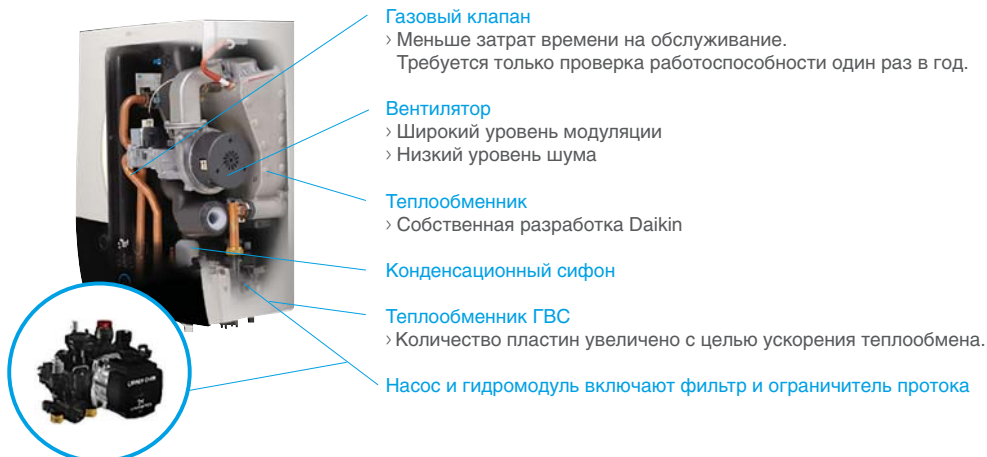 Газовый клапан
› Меньше затрат времени на обслуживание.
Требуется только проверка работоспособности один раз в год.
Вентилятор
› Широкий уровень модуляции
› Низкий уровень шума
Теплообменник
› Собственная разработка Daikin
Конденсационный сифон
Теплообменник ГВС
› Количество пластин увеличено с целью ускорения теплообмена.
Насос и гидромодуль включают фильтр и ограничитель протока